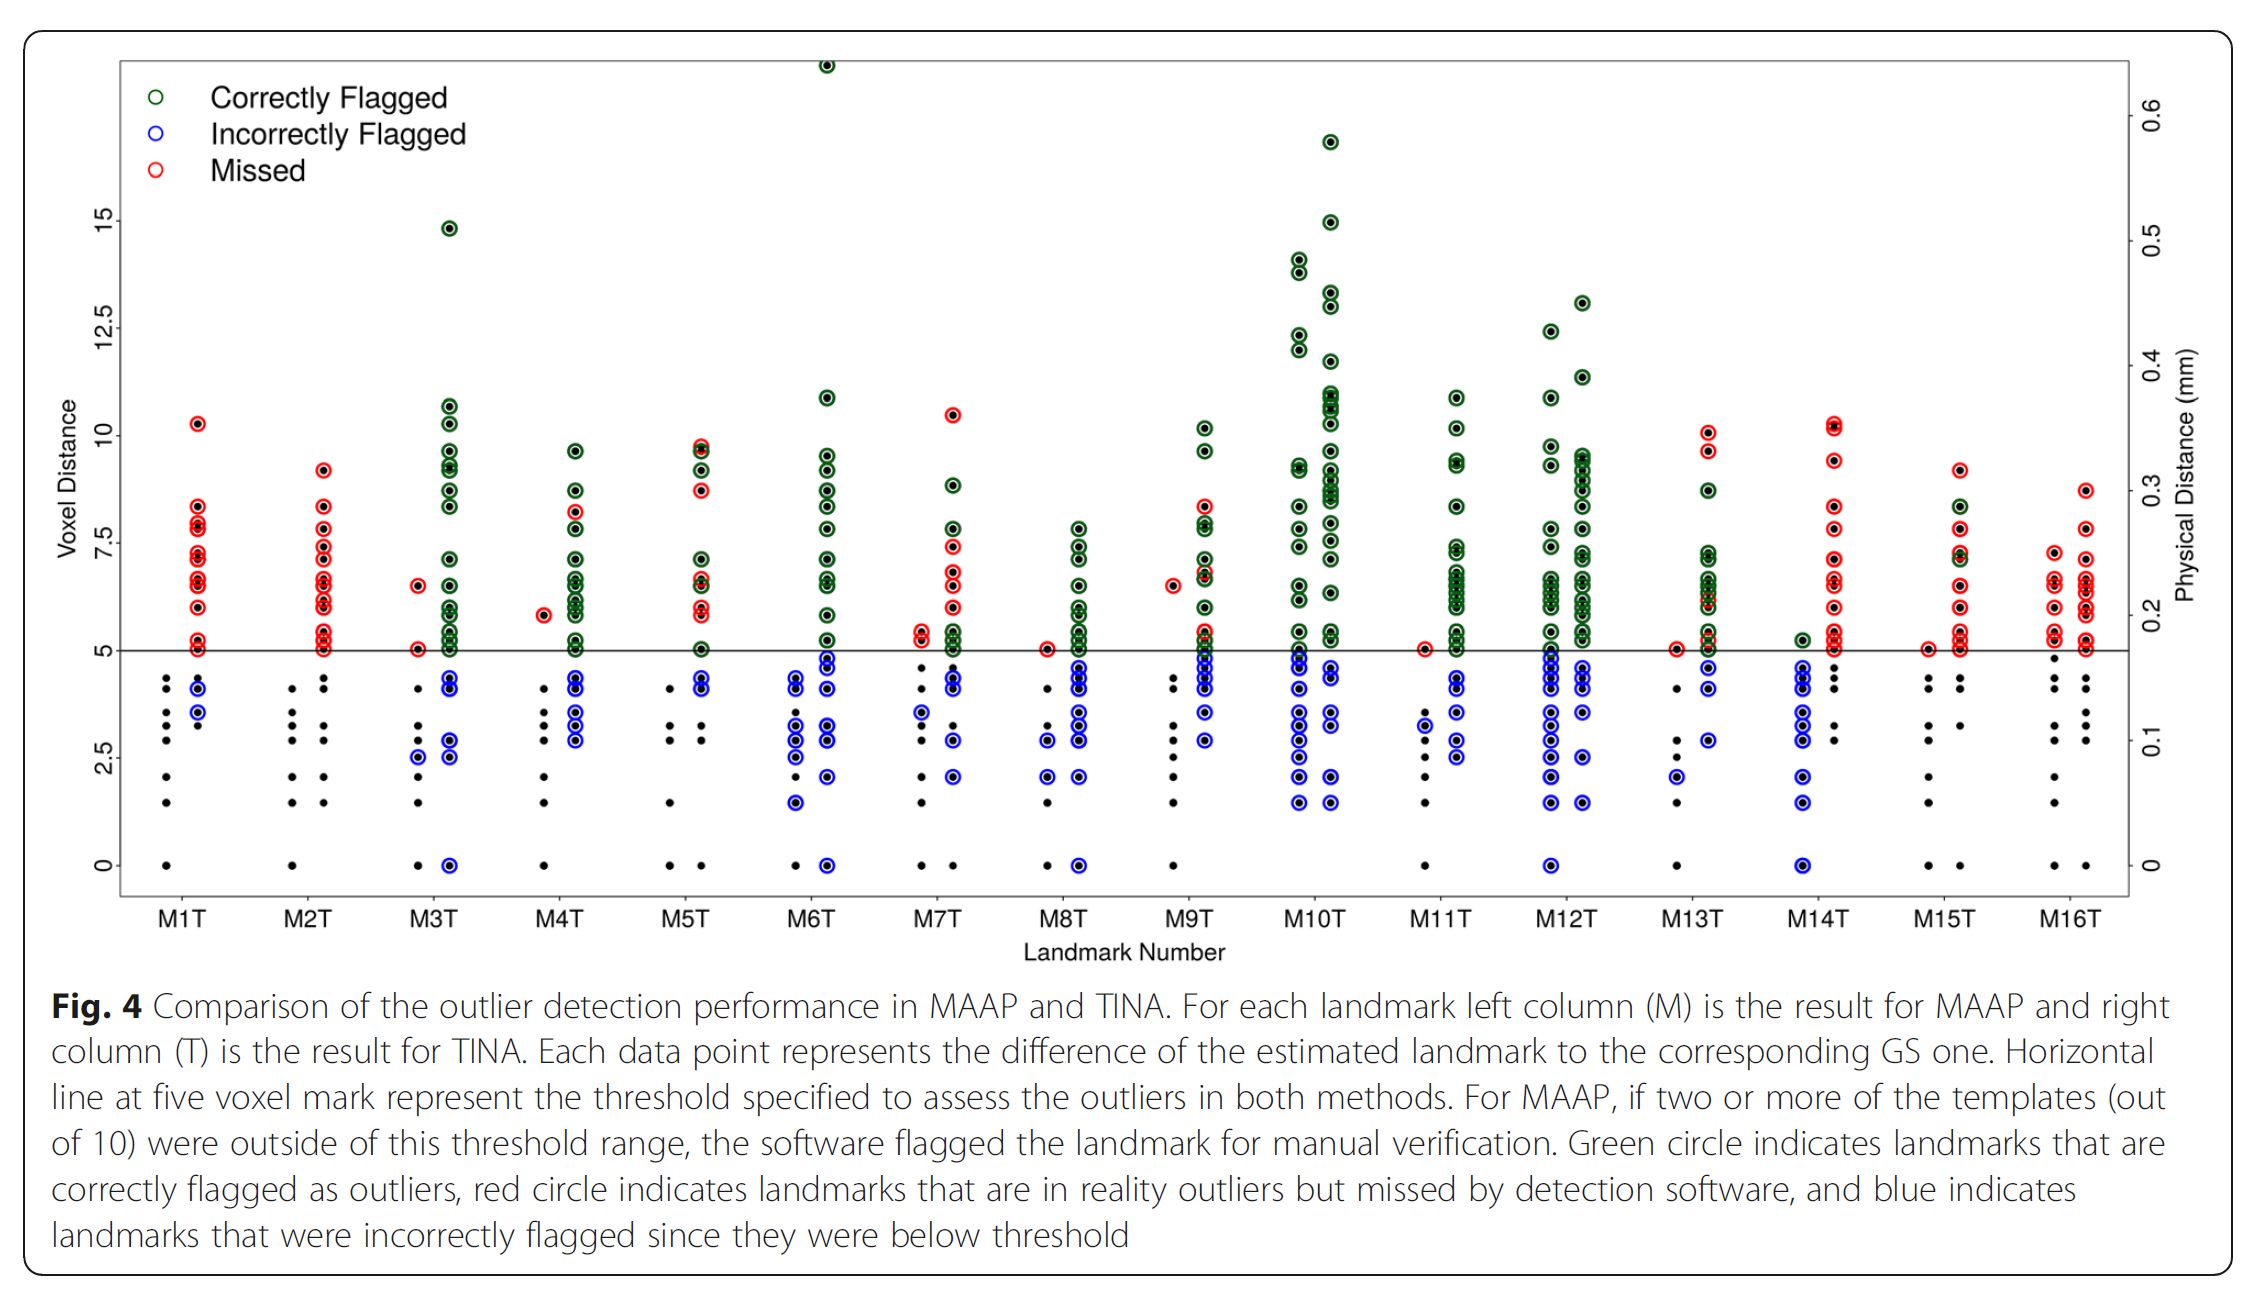 Correctly Flagged
Incorrectly Flagged
Missed
Voxel Distance
0
2.5
5
7.5
10
12.5
15
Physical Distance (mm)
0
0.1
0.2
0.3
0.4
0.5
0.6
M1T M2T M3T M4T M5T M6T M7T M8T M9T M10T M11T M12T M13T M14T M15T M16T
Landmark Number
Fig. 4 Comparison of the outlier detection performance in MAAP and TINA. For each landmark left column (M) is the result for MAAP and right
column (T) is the result for TINA. Each data point represents the difference of the estimated landmark to the corresponding GS one. Horizontal
line at five voxel mark represent the threshold specified to assess the outliers in both methods. For MAAP, if two or more of the templates (out
of 10) were outside of this threshold range, the software flagged the landmark for manual verification. Green circle indicates landmarks that are
correctly flagged as outliers, red circle indicates landmarks that are in reality outliers but missed by detection software, and blue indicates
landmarks that were incorrectly flagged since they were below threshold